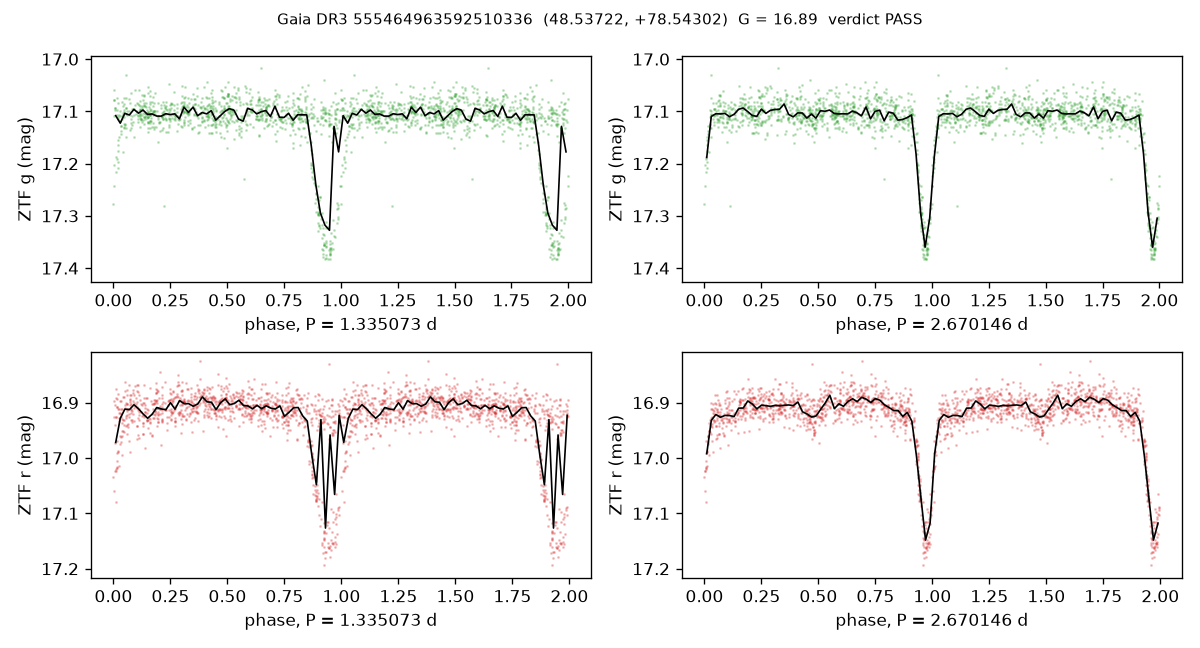 Gaia DR3 555464963592510336  (48.53722, +78.54302)  G = 16.89  verdict PASS
17.0
17.1
17.2
17.3
17.4
ZTF g (mag)
0.00 0.25 0.50 0.75 1.00 1.25 1.50 1.75 2.00
phase, P = 1.335073 d
17.0
17.1
17.2
17.3
17.4
ZTF g (mag)
0.00 0.25 0.50 0.75 1.00 1.25 1.50 1.75 2.00
phase, P = 2.670146 d
16.9
17.0
17.1
17.2
ZTF r (mag)
0.00 0.25 0.50 0.75 1.00 1.25 1.50 1.75 2.00
phase, P = 1.335073 d
16.9
17.0
17.1
17.2
ZTF r (mag)
0.00 0.25 0.50 0.75 1.00 1.25 1.50 1.75 2.00
phase, P = 2.670146 d